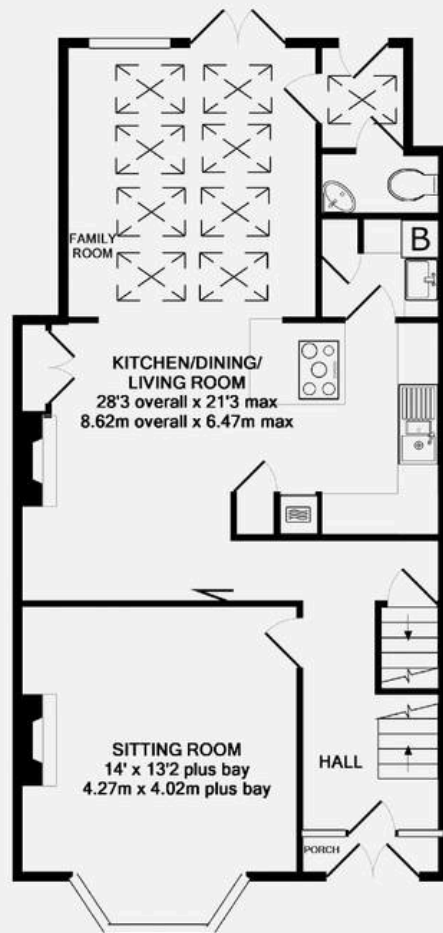 B
FAMILY
ROOM
KITCHEN/DINING/
LIVING ROOM
28'3 overall x 21'3 max
8.62m overall x 6.47m max
SITTING ROOM
14' x 13'2 plus bay
4.27m x 4.02m plus bay
HALL
PORCH